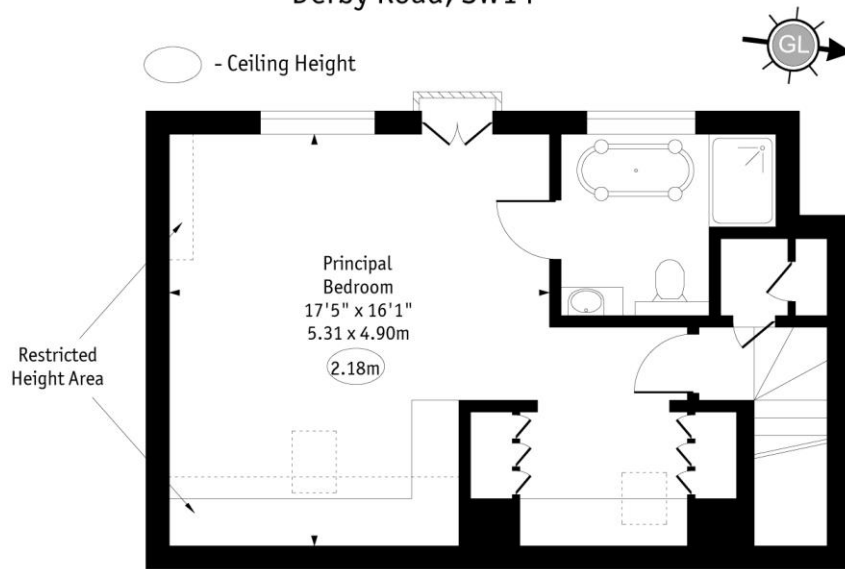 Derby Road, SW14
- Ceiling Height
GL
Principal
Bedroom
17'5" x 16'1"
5.31 x 4.90m
2.18m
Restricted
Height Area